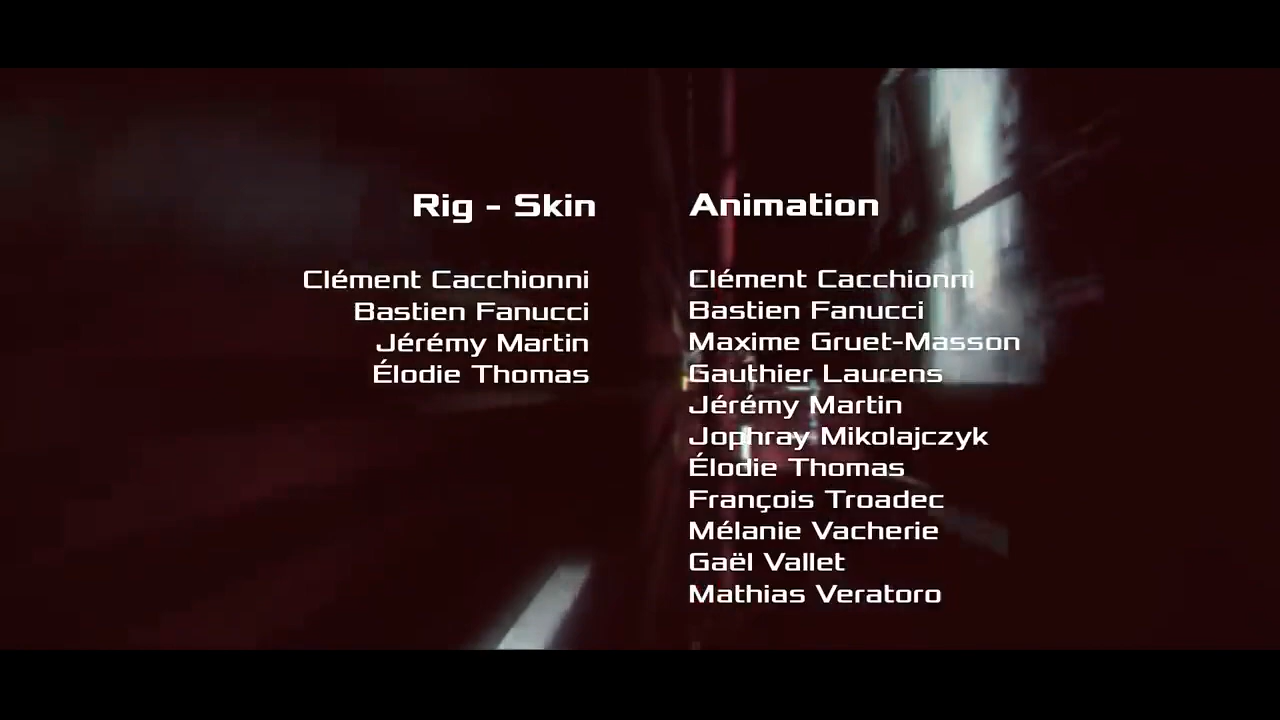 Rig - Skin
Clément Cacchionni
Bastien Fanucci
Jérémy Martin
Élodie Thomas
Animation
Clément Cacchionni
Bastien Fanucci
Maxime Gruet-Masson
Gauthier Laurens
Jérémy Martin
Jophray Mikolajczyk
Élodie Thomas
François Troadec
Mélanie Vacherie
Gaël Vallet
Mathias Veratoro